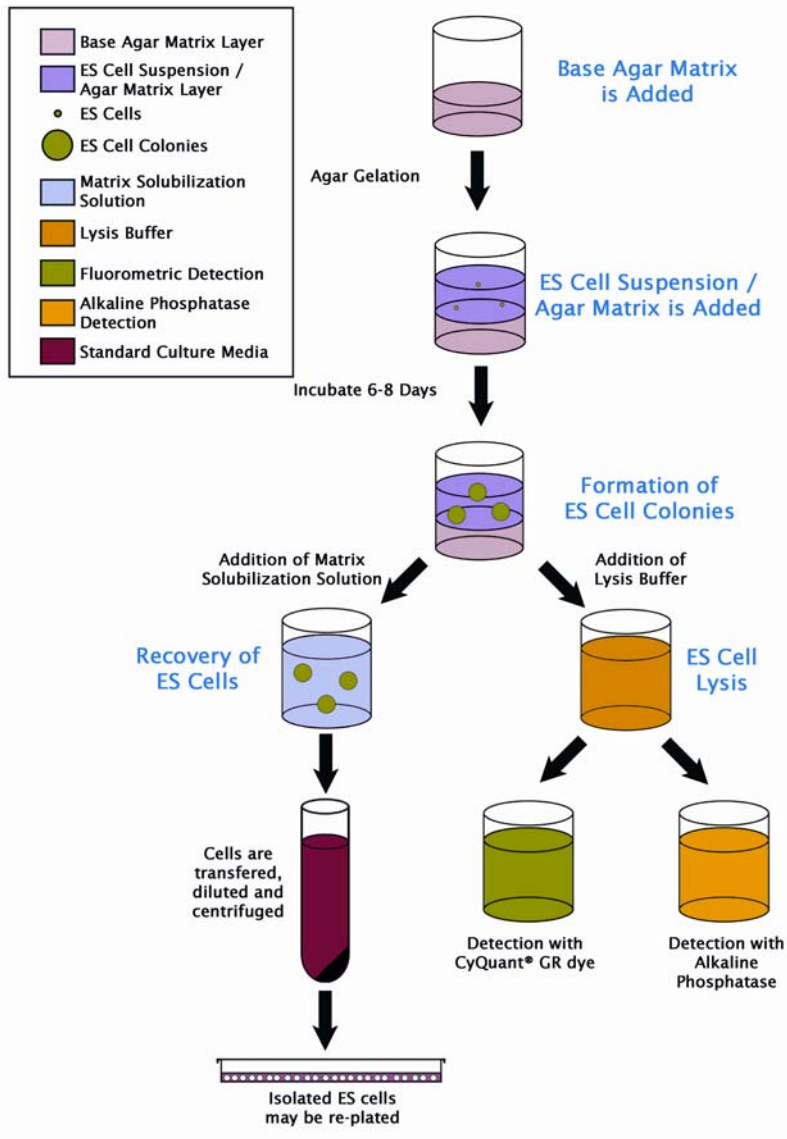 Base Agar Matrix Layer
ES Cell Suspension /
Agar Matrix Layer
ES Cells
ES Cell Colonies
Matrix Solubilization
Solution
Lysis Buffer
Fluorometric Detection
Alkaline Phosphatase
Detection
Standard Culture Media
Base Agar Matrix
is Added
Agar Gelation
ES Cell Suspension /
Agar Matrix is Added
Incubate 6-8 Days
Formation of
ES Cell Colonies
Addition of Matrix
Solubilization Solution
Addition of
Lysis Buffer
Recovery of
ES Cells
ES Cell
Lysis
Cells are
transfered,
diluted and
centrifuged
Detection with
CyQuant® GR dye
Detection with
Alkaline
Phosphatase
Isolated ES cells
may be re-plated